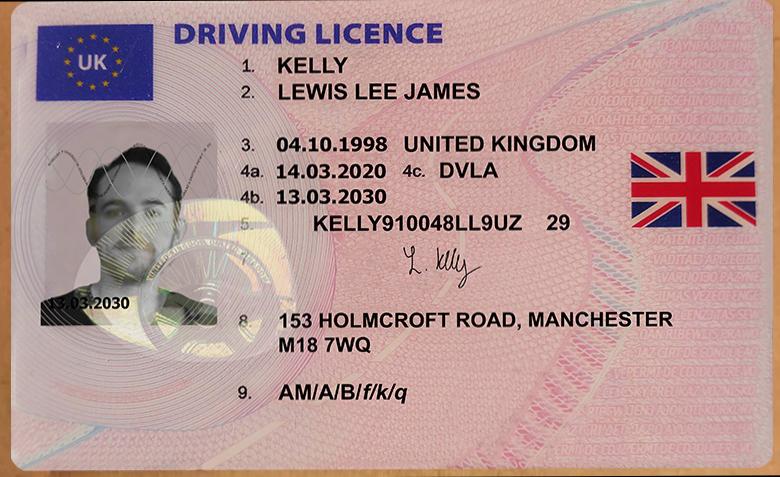 DRIVING LICENCE
UK
1. KELLY
2. LEWIS LEE JAMES
3. 04.10.1998 UNITED KINGDOM
4a. 14.03.2020 4c. DVLA
4b. 13.03.2030
5. KELLY910048LL9UZ 29
L. Kelly
13.03.2030
8. 153 HOLMCROFT ROAD, MANCHESTER
M18 7WQ
9. AM/A/B/f/k/q